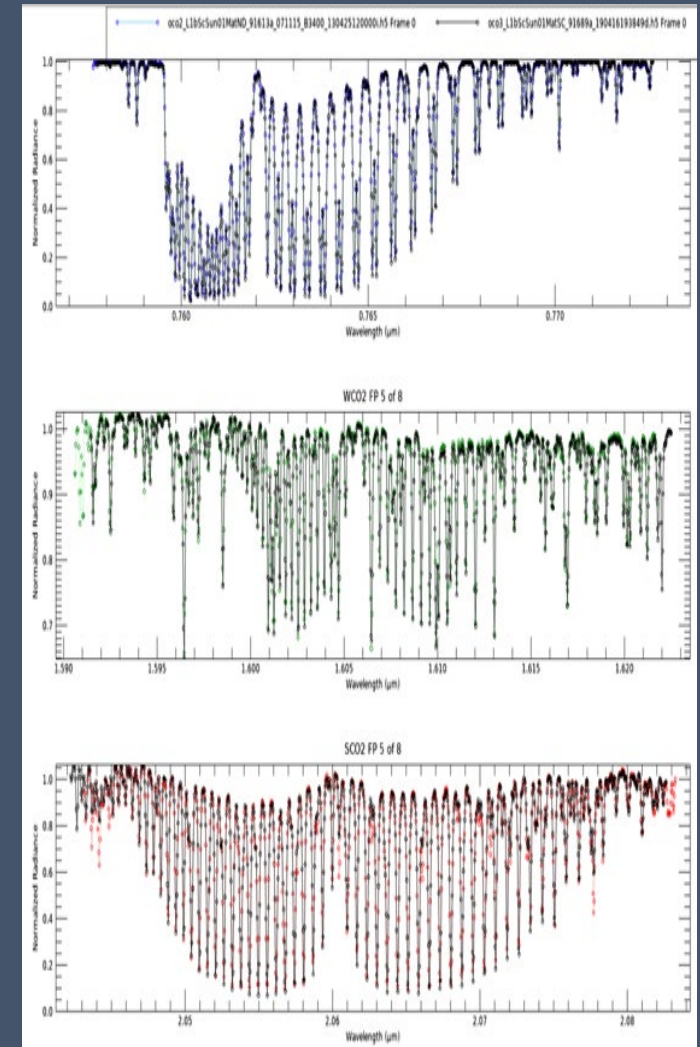 oco2_L1bScSun01MatND_91613a_071115_B3400_130425120000i.h5 Frame 0 oco3_L1bScSun01MatSC_91689a_190416193849d.h5 Frame 0
1.0
0.8
0.6
0.4
0.2
0.0
Normalized Radiance
0.760 0.765 0.770
Wavelength (µm)
WCO2 FP 5 of 8
1.0
0.9
0.8
0.7
Normalized Radiance
1.590 1.595 1.600 1.605 1.610 1.615 1.620
Wavelength (µm)
SCO2 FP 5 of 8
1.0
0.8
0.6
0.4
0.2
0.0
Normalized Radiance
2.05 2.06 2.07 2.08
Wavelength (µm)